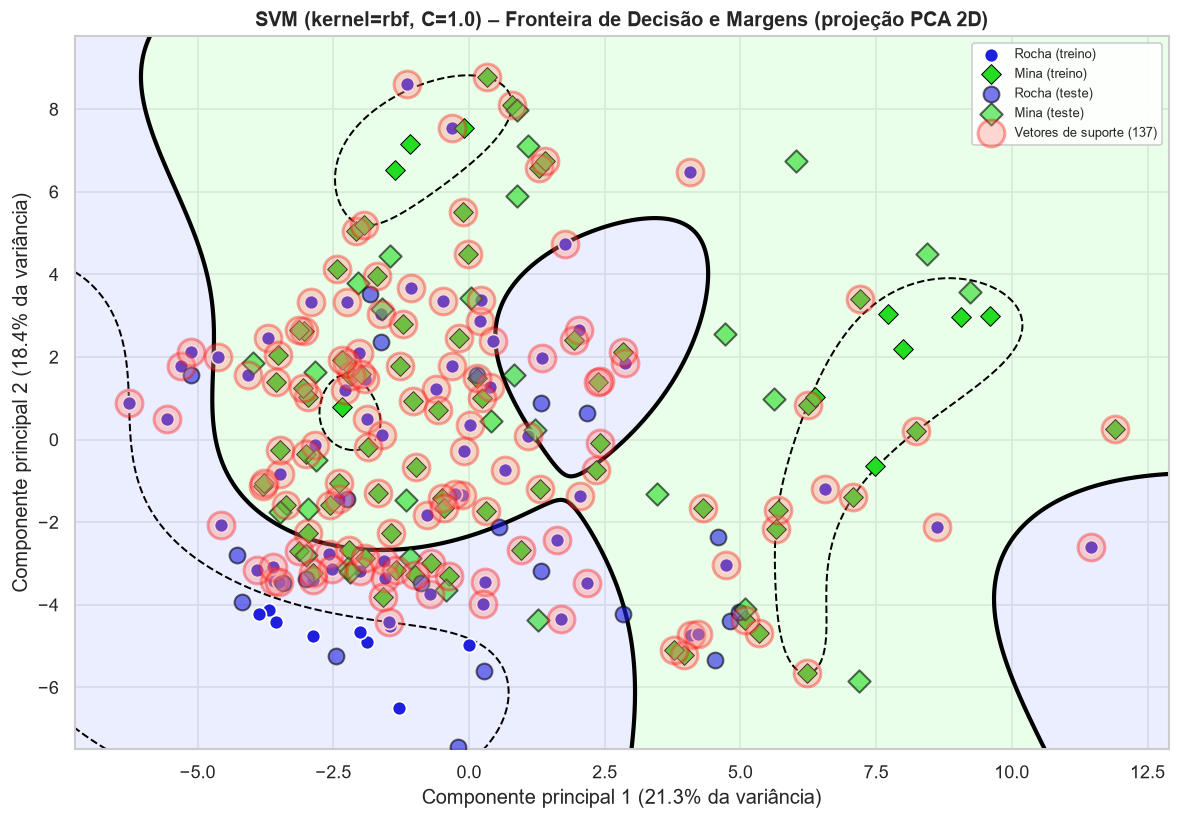 SVM (kernel=rbf, C=1.0) – Fronteira de Decisão e Margens (projeção PCA 2D)
Rocha (treino)
Mina (treino)
Rocha (teste)
Mina (teste)
Vetores de suporte (137)
Componente principal 2 (18.4% da variância)
8
6
4
2
0
−2
−4
−6
−5.0
−2.5
0.0
2.5
5.0
7.5
10.0
12.5
Componente principal 1 (21.3% da variância)